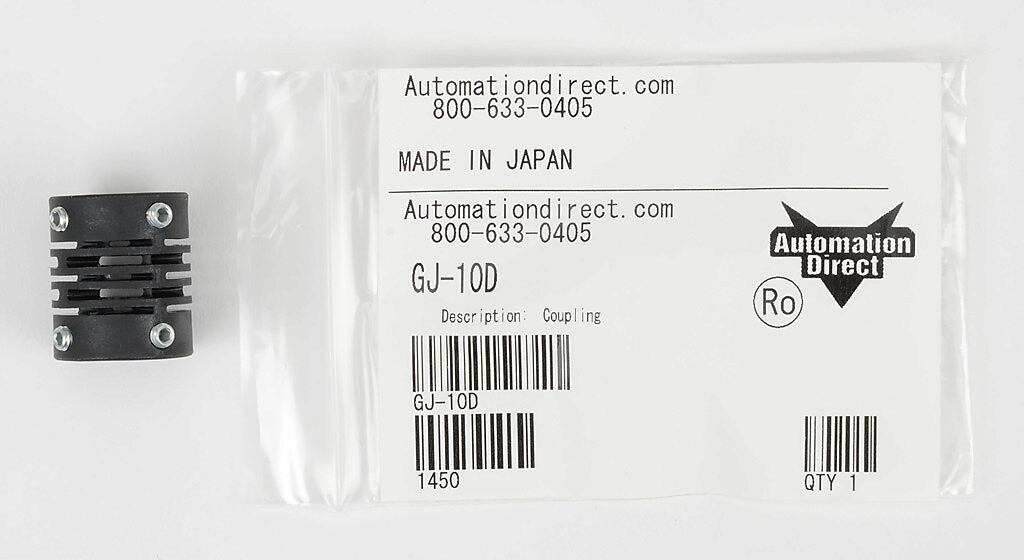 Automationdirect.com
800-633-0405
MADE IN JAPAN
Automationdirect.com
800-633-0405
Automation
Direct
GJ-10D
Ro
Description: Coupling
GJ-10D
1450
QTY 1